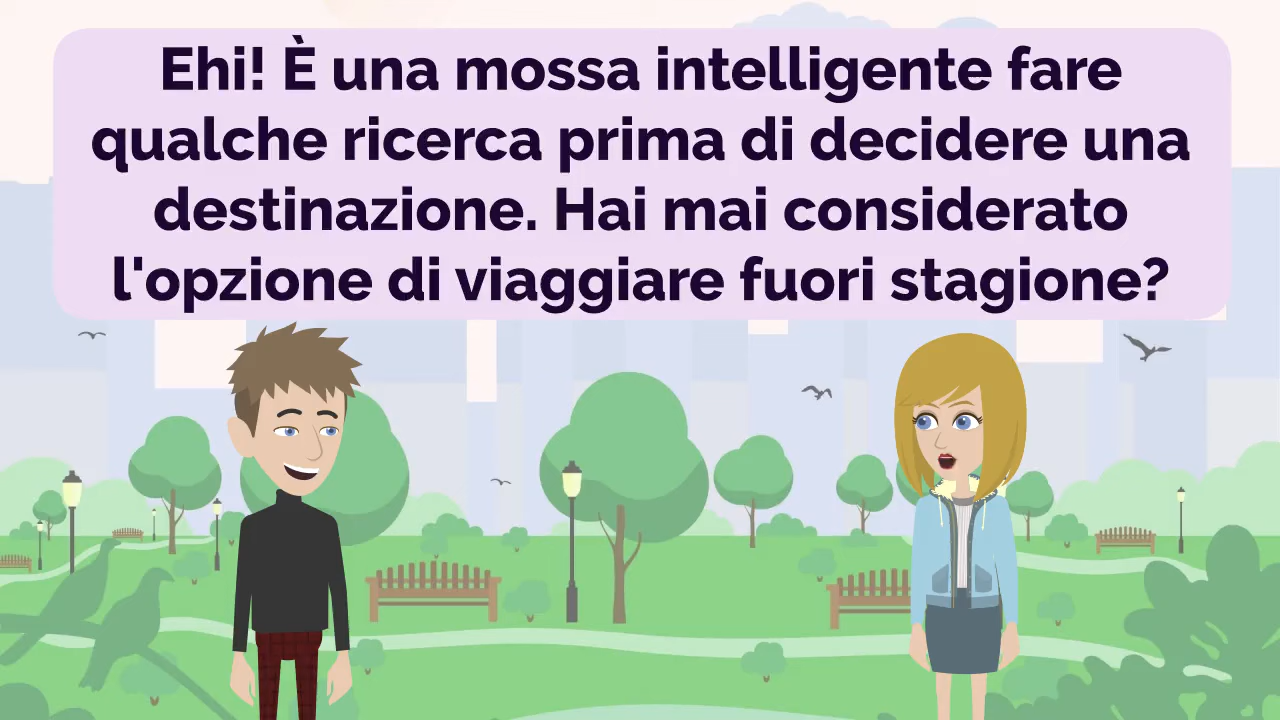 Ehi! È una mossa intelligente fare
qualche ricerca prima di decidere una
destinazione. Hai mai considerato
l'opzione di viaggiare fuori stagione?